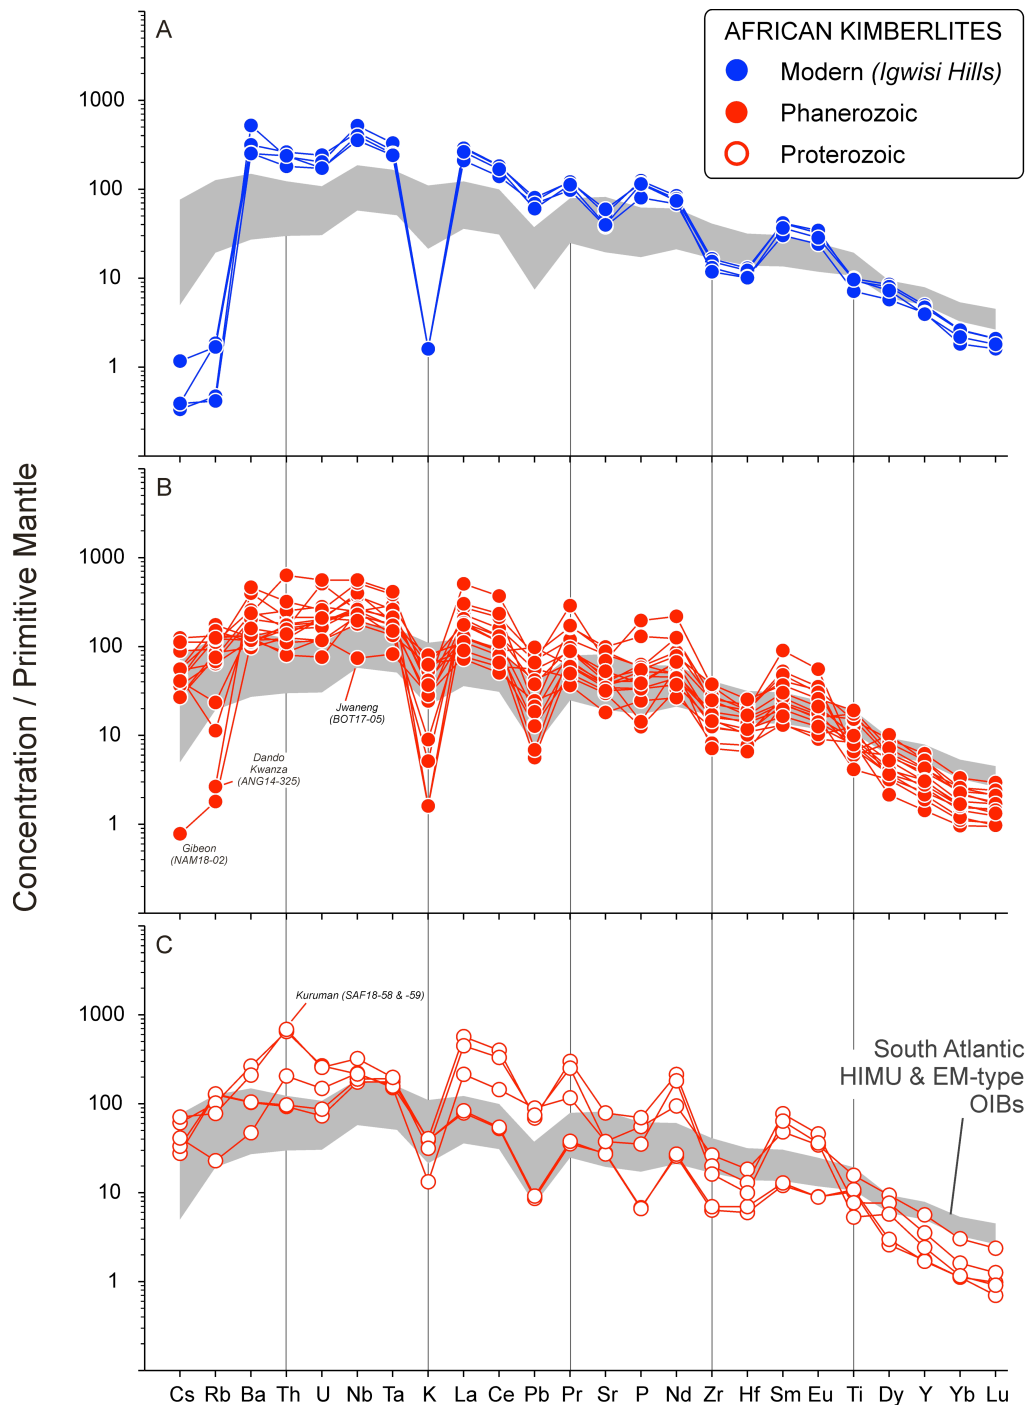 A
AFRICAN KIMBERLITES
Modern (Igwisi Hills)
Phanerozoic
Proterozoic
1000
100
10
1
Concentration / Primitive Mantle
B
1000
100
10
1
Jwaneng
(BOT17-05)
Dando
Kwanza
(ANG14-325)
Gibeon
(NAM18-02)
C
Kuruman (SAF18-58 & -59)
1000
100
10
1
South Atlantic
HIMU & EM-type
OIBs
Cs Rb Ba Th U Nb Ta K La Ce Pb Pr Sr P Nd Zr Hf Sm Eu Ti Dy Y Yb Lu